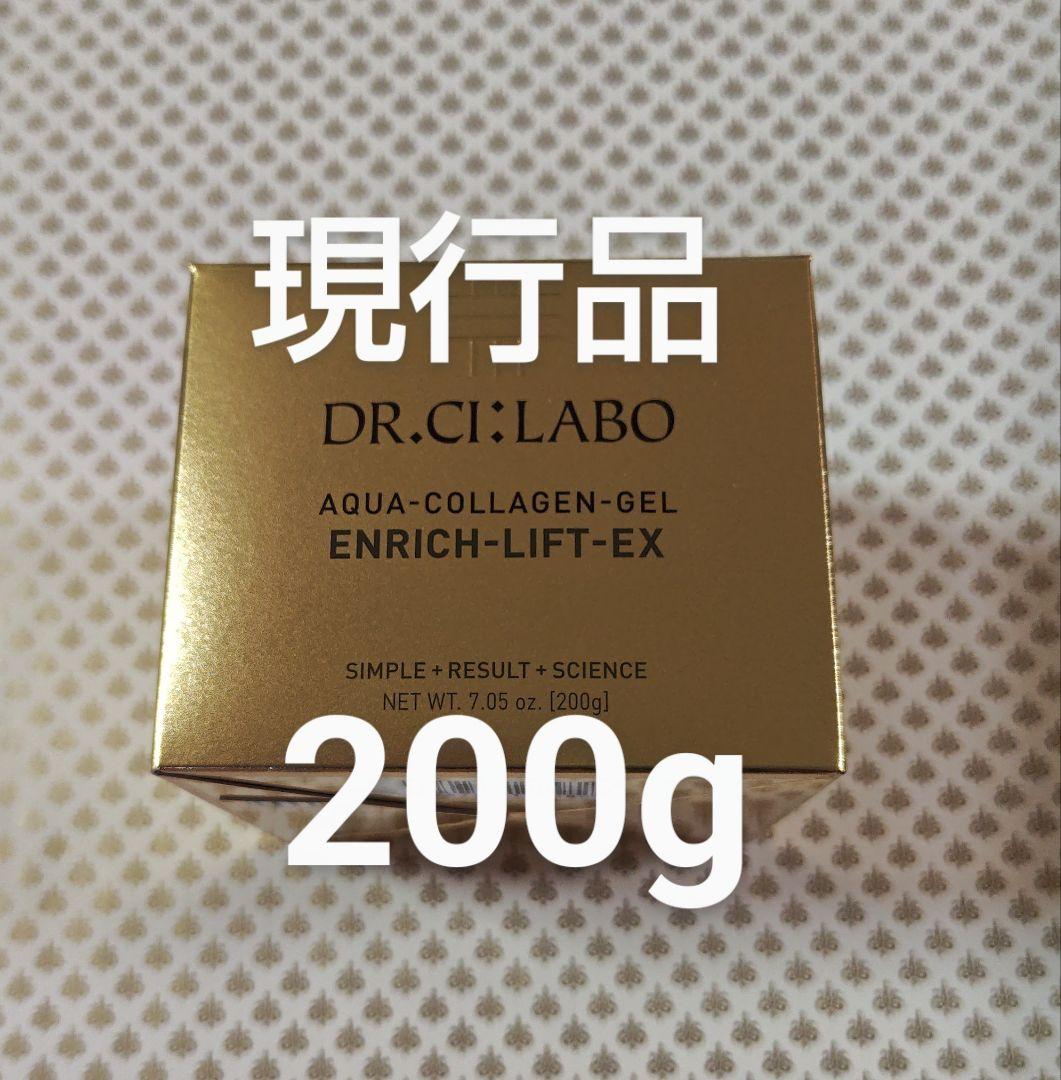 現行品
DR.CI:LABO
AQUA-COLLAGEN-GEL
ENRICH-LIFT-EX
SIMPLE + RESULT + SCIENCE
NET WT. 7.05 oz. [200g]
200g